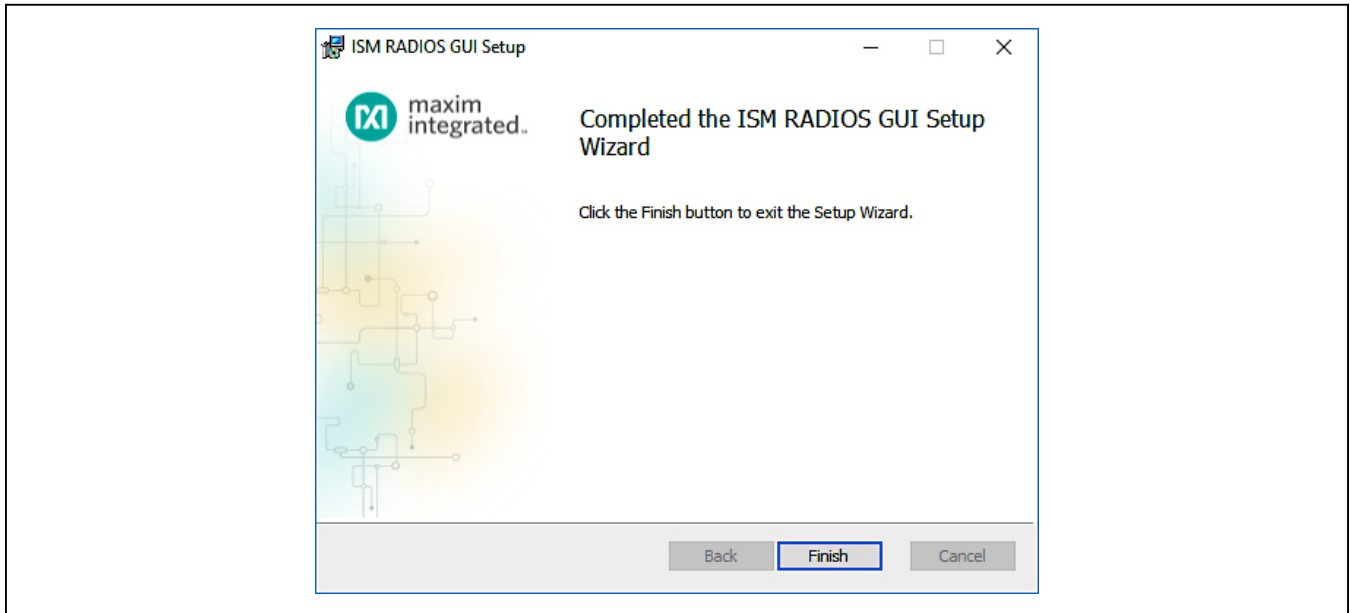 ISM RADIOS GUI Setup
maxim
integrated™
Completed the ISM RADIOS GUI Setup
Wizard
Click the Finish button to exit the Setup Wizard.
Back
Finish
Cancel